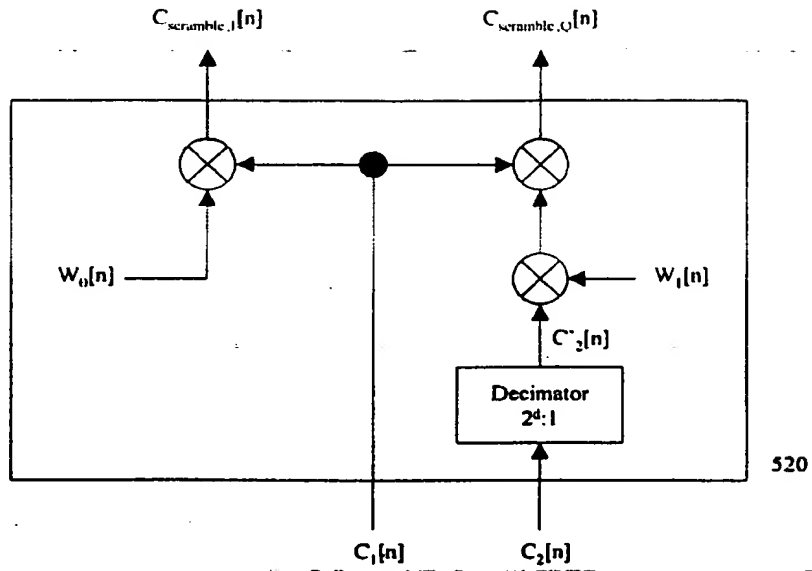 C_scramble,I[n] C_scramble,Q[n]
W_0[n] W_1[n]
C'_2[n]
Decimator
2^d:1
520
C_1[n] C_2[n]